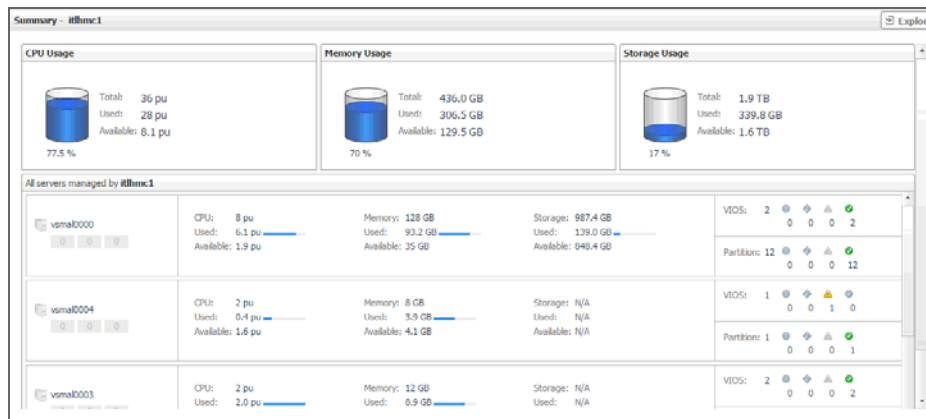 Summary - itlhmc1
Explor
CPU Usage
Total: 36 pu
Used: 28 pu
Available: 8.1 pu
77.5 %
Memory Usage
Total: 436.0 GB
Used: 306.5 GB
Available: 129.5 GB
70 %
Storage Usage
Total: 1.9 TB
Used: 339.8 GB
Available: 1.6 TB
17 %
All servers managed by itlhmc1
vsmal0000
0 0 0
CPU: 8 pu
Used: 6.1 pu
Available: 1.9 pu
Memory: 128 GB
Used: 93.2 GB
Available: 35 GB
Storage: 987.4 GB
Used: 139.0 GB
Available: 848.4 GB
VIOS: 2
0 0 0 2
Partition: 12
0 0 0 12
vsmal0004
0 0 0
CPU: 2 pu
Used: 0.4 pu
Available: 1.6 pu
Memory: 8 GB
Used: 3.9 GB
Available: 4.1 GB
Storage: N/A
Used: N/A
Available: N/A
VIOS: 1
0 0 1 0
Partition: 1
0 0 0 1
vsmal0003
CPU: 2 pu
Used: 2.0 pu
Memory: 12 GB
Used: 8.9 GB
Storage: N/A
Used: N/A
VIOS: 2
0 0 0 2